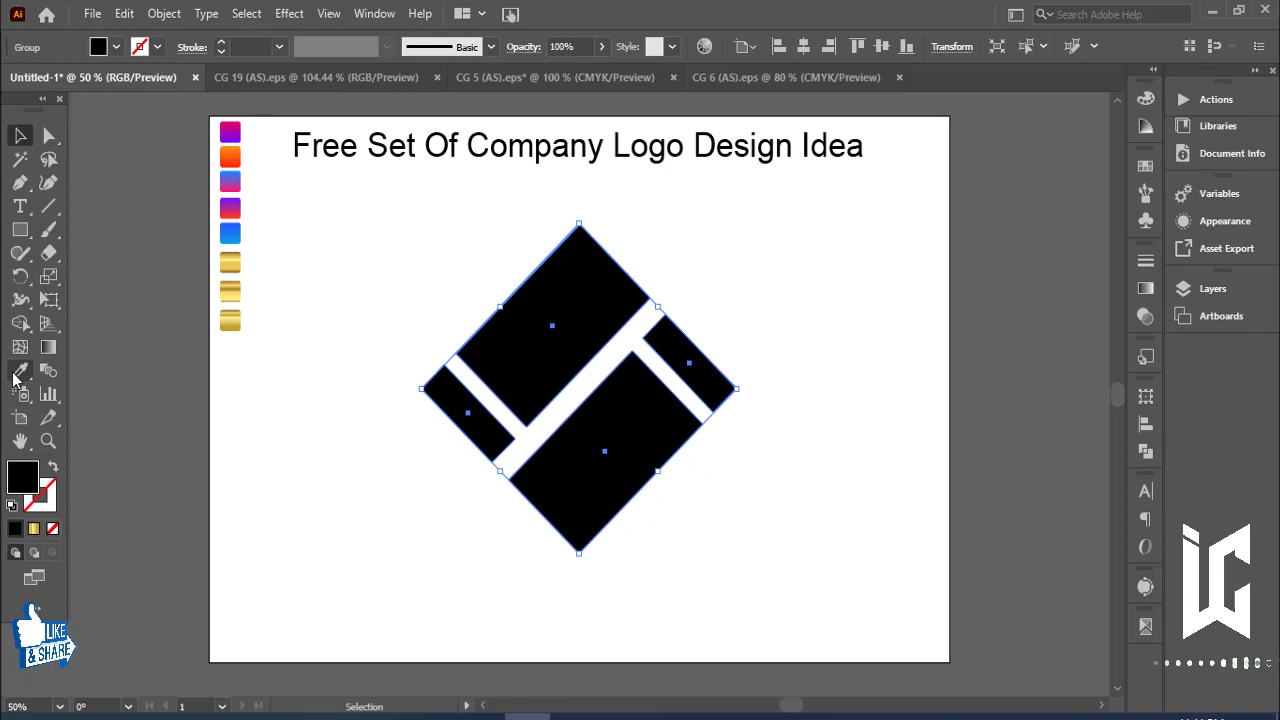 Ai
File Edit Object Type Select Effect View Window Help
Search Adobe Help
Group
Stroke:
Basic
Opacity: 100%
Style:
Transform
Untitled-1* @ 50 % (RGB/Preview)
CG 19 (AS).eps @ 104.44 % (RGB/Preview)
CG 5 (AS).eps* @ 100 % (CMYK/Preview)
CG 6 (AS).eps @ 80 % (CMYK/Preview)
Actions
Libraries
Document Info
Variables
Appearance
Asset Export
Layers
Artboards
Free Set Of Company Logo Design Idea
LIKE
& SHARE
50%
0°
1
Selection